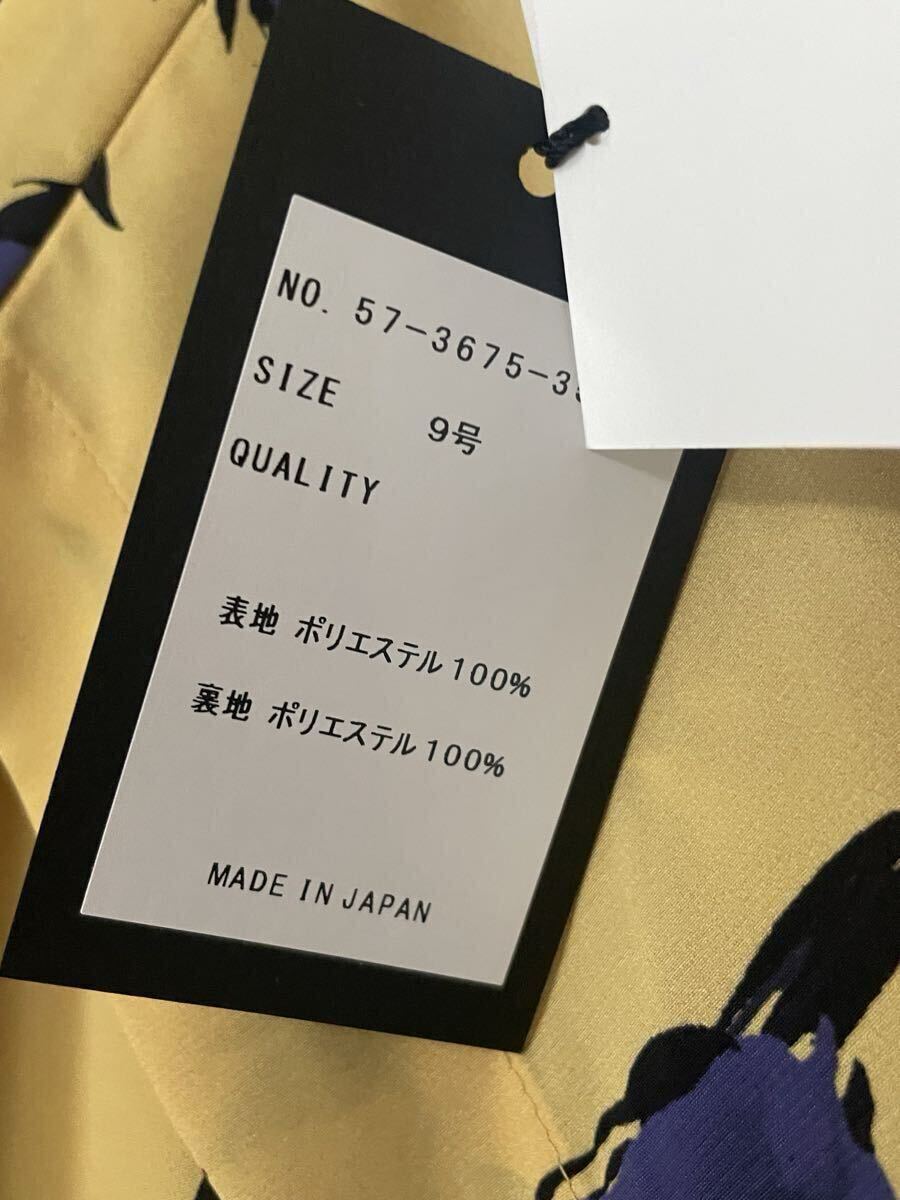 NO. 57-3675-3
SIZE 9号
QUALITY
表地 ポリエステル100%
裏地 ポリエステル100%
MADE IN JAPAN